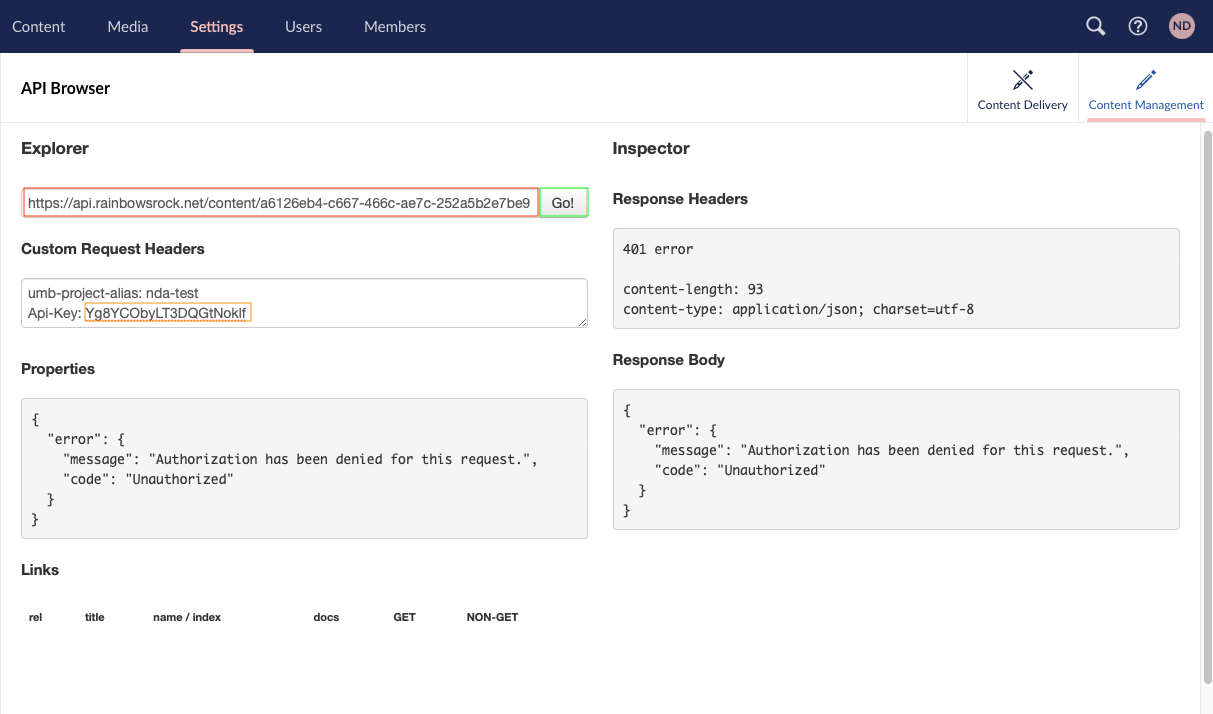 Content Media Settings Users Members ND
API Browser
Content Delivery
Content Management
Explorer
https://api.rainbowsrock.net/content/a6126eb4-c667-466c-ae7c-252a5b2e7be9 Go!
Custom Request Headers
umb-project-alias: nda-test
Api-Key: Yg8YCObyLT3DQGtNoklf
Properties
{
  "error": {
    "message": "Authorization has been denied for this request.",
    "code": "Unauthorized"
  }
}
Links
rel title name / index docs GET NON-GET
Inspector
Response Headers
401 error
content-length: 93
content-type: application/json; charset=utf-8
Response Body
{
  "error": {
    "message": "Authorization has been denied for this request.",
    "code": "Unauthorized"
  }
}